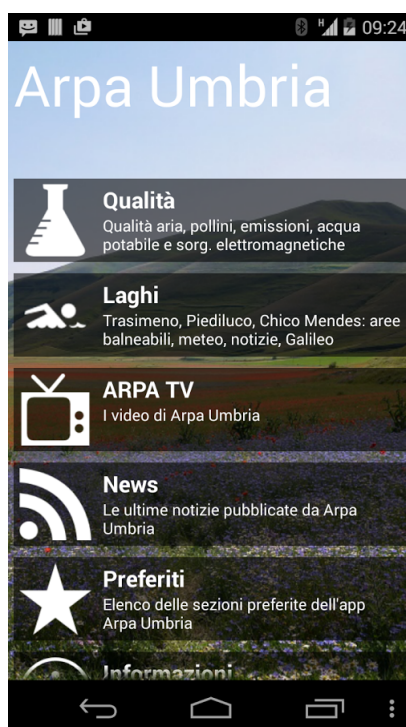 H
09:24
Arpa Umbria
Qualità
Qualità aria, pollini, emissioni, acqua
potabile e sorg. elettromagnetiche
Laghi
Trasimeno, Piediluco, Chico Mendes: aree
balneabili, meteo, notizie, Galileo
ARPA TV
I video di Arpa Umbria
News
Le ultime notizie pubblicate da Arpa
Umbria
Preferiti
Elenco delle sezioni preferite dell'app
Arpa Umbria
Informazioni